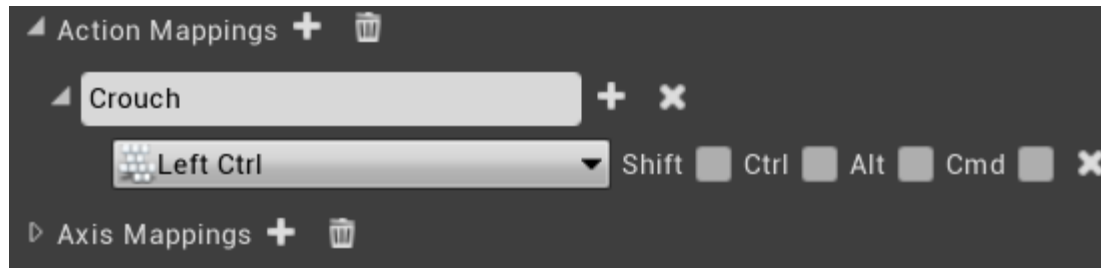 Action Mappings
Crouch
Left Ctrl Shift Ctrl Alt Cmd
Axis Mappings